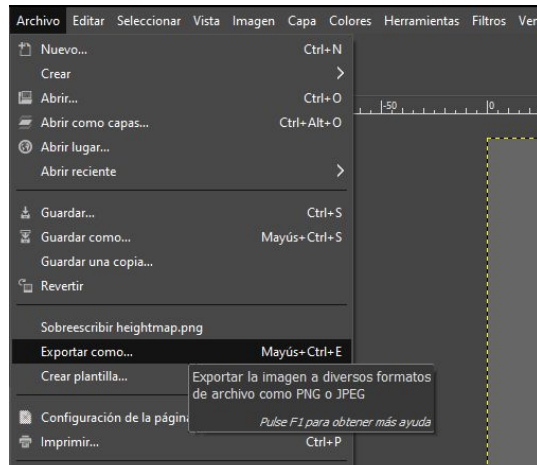 Archivo Editar Seleccionar Vista Imagen Capa Colores Herramientas Filtros
Nuevo... Ctrl+N
Crear
Abrir... Ctrl+O
-50 0
Abrir como capas... Ctrl+Alt+O
Abrir lugar...
Abrir reciente
Guardar... Ctrl+S
Guardar como... Mayús+Ctrl+S
Guardar una copia...
Revertir
Sobreescribir heightmap.png
Exportar como... Mayús+Ctrl+E
Crear plantilla...
Exportar la imagen a diversos formatos
de archivo como PNG o JPEG
Pulse F1 para obtener más ayuda
Configuración de la página
Imprimir... Ctrl+P